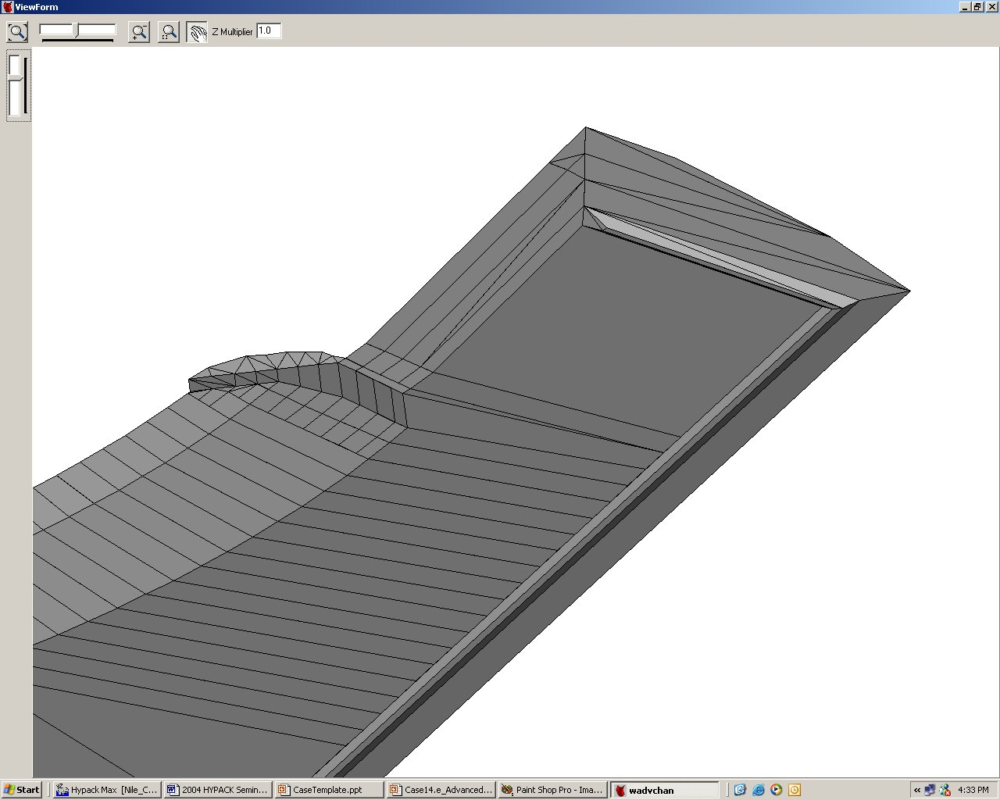 ViewForm
Z Multiplier 1.0
Start
Hypack Max [Nile_C...
2004 HYPACK Semin...
CaseTemplate.ppt
Case14.e_Advanced...
Paint Shop Pro - Ima...
wadvchan
4:33 PM